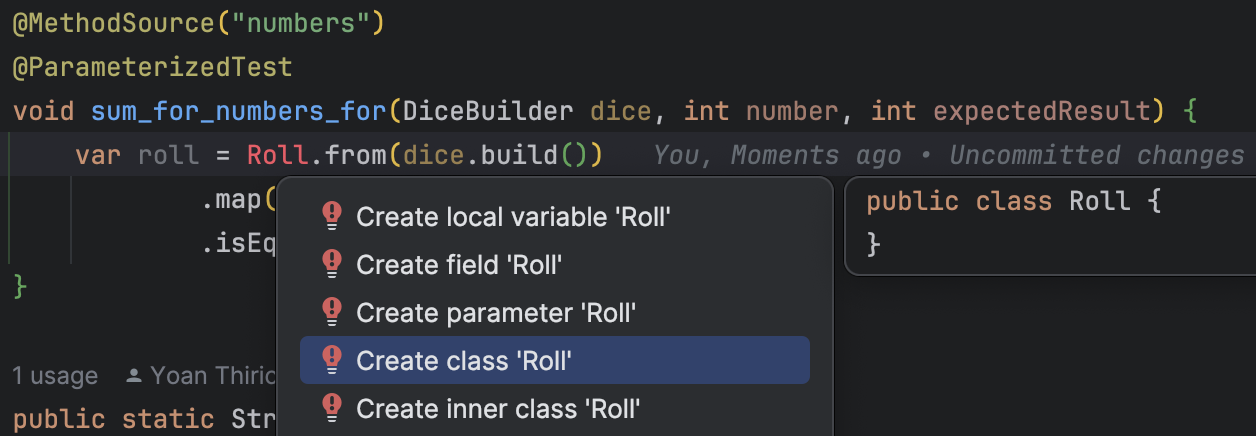 @MethodSource("numbers")
@ParameterizedTest
void sum_for_numbers_for(DiceBuilder dice, int number, int expectedResult) {
var roll = Roll.from(dice.build()) You, Moments ago • Uncommitted changes
.map(
.isEq
}
Create local variable 'Roll'
Create field 'Roll'
Create parameter 'Roll'
Create class 'Roll'
Create inner class 'Roll'
public class Roll {
}
1 usage Yoan Thiric
public static Str